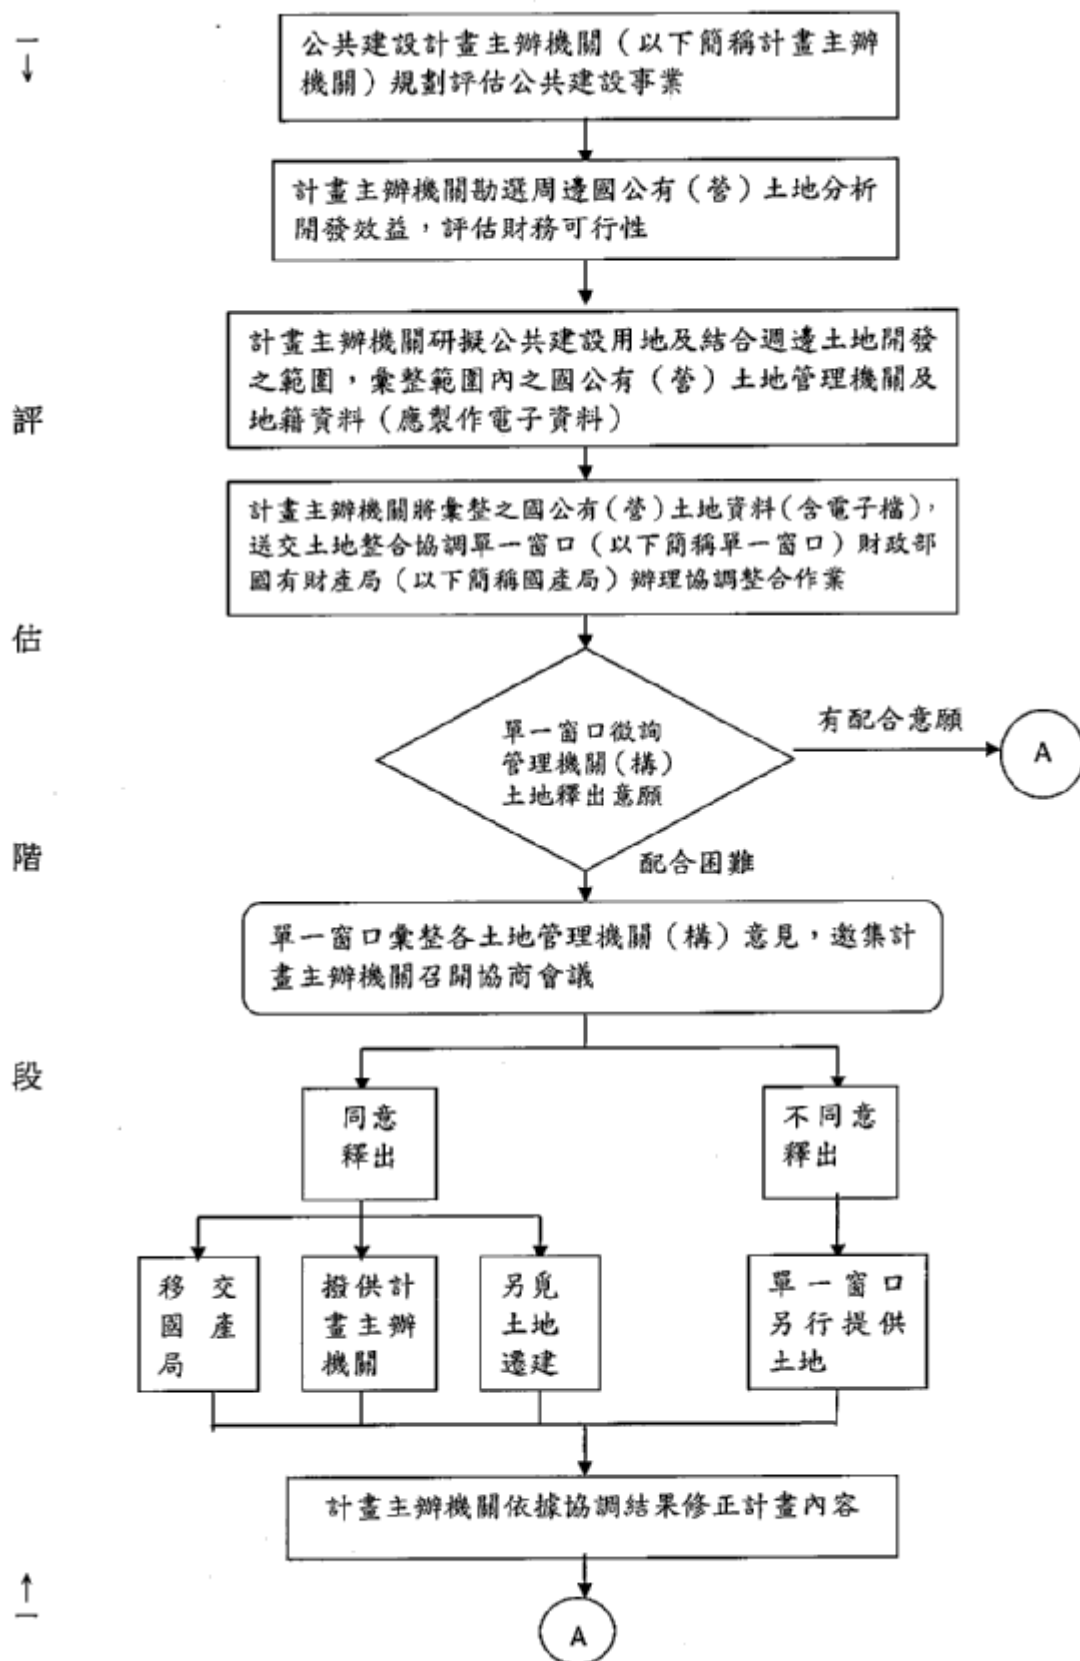 公共建設計畫主辦機關（以下簡稱計畫主辦
機關）規劃評估公共建設事業
計畫主辦機關勘選周邊國公有（營）土地分析
開發效益，評估財務可行性
計畫主辦機關研擬公共建設用地及結合週邊土地開發
之範圍，彙整範圍內之國公有（營）土地管理機關及
地籍資料（應製作電子資料）
計畫主辦機關將彙整之國公有（營）土地資料（含電子檔），
送交土地整合協調單一窗口（以下簡稱單一窗口）財政部
國有財產局（以下簡稱國產局）辦理協調整合作業
單一窗口徵詢
管理機關（構）
土地釋出意願
有配合意願
A
配合困難
單一窗口彙整各土地管理機關（構）意見，邀集計
畫主辦機關召開協商會議
同意
釋出
不同意
釋出
移交
國產
局
撥供計
畫主辦
機關
另覓
土地
遷建
單一窗口
另行提供
土地
計畫主辦機關依據協調結果修正計畫內容
A
評
估
階
段